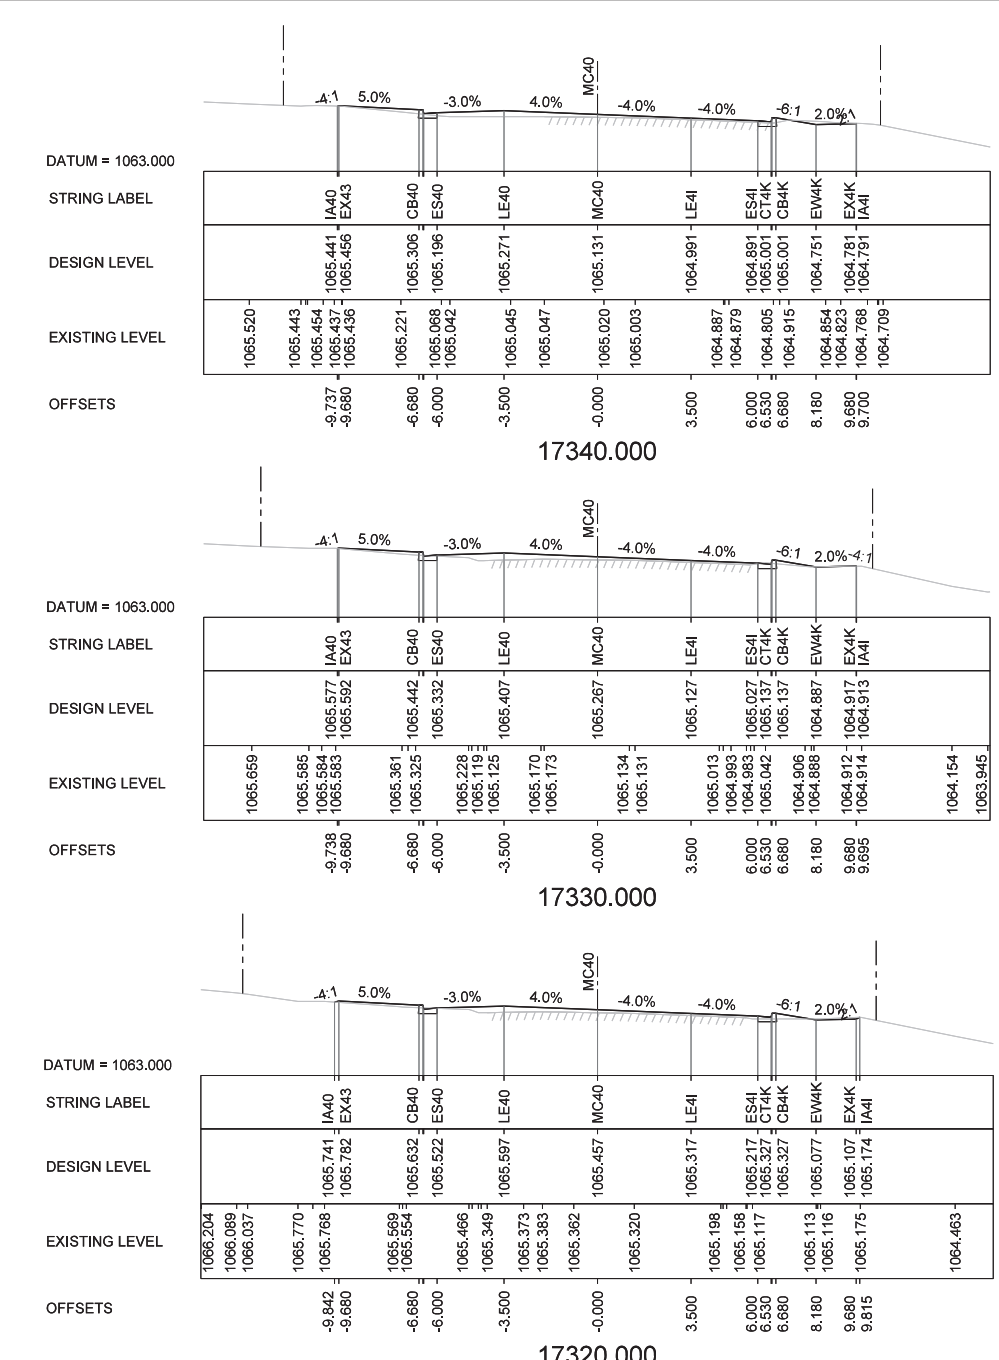 MC40
-4:1 5.0% -3.0% 4.0% -4.0% -4.0% -6:1 2.0%
DATUM = 1063.000
STRING LABEL IA40 EX43 CB40 ES40 LE40 MC40 LE4I ES4I CT4K CB4K EW4K EX4K IA4I
DESIGN LEVEL 1065.441 1065.456 1065.306 1065.196 1065.271 1065.131 1064.991 1064.891 1065.001 1065.001 1064.751 1064.781 1064.791
EXISTING LEVEL 1065.520 1065.443 1065.454 1065.437 1065.436 1065.221 1065.068 1065.042 1065.045 1065.047 1065.020 1065.003 1064.887 1064.879 1064.805 1064.915 1064.854 1064.823 1064.768 1064.709
OFFSETS -9.737 -9.680 -6.680 -6.000 -3.500 -0.000 3.500 6.000 6.530 6.680 8.180 9.680 9.700
17340.000
MC40
-4:1 5.0% -3.0% 4.0% -4.0% -4.0% -6:1 2.0% -4:1
DATUM = 1063.000
STRING LABEL IA40 EX43 CB40 ES40 LE40 MC40 LE4I ES4I CT4K CB4K EW4K EX4K IA4I
DESIGN LEVEL 1065.577 1065.592 1065.442 1065.332 1065.407 1065.267 1065.127 1065.027 1065.137 1065.137 1064.887 1064.917 1064.913
EXISTING LEVEL 1065.659 1065.585 1065.584 1065.583 1065.361 1065.325 1065.228 1065.119 1065.125 1065.170 1065.173 1065.134 1065.131 1065.013 1064.993 1064.983 1065.042 1064.906 1064.888 1064.912 1064.914 1064.154 1063.945
OFFSETS -9.738 -9.680 -6.680 -6.000 -3.500 -0.000 3.500 6.000 6.530 6.680 8.180 9.680 9.695
17330.000
MC40
-4:1 5.0% -3.0% 4.0% -4.0% -4.0% -6:1 2.0%
DATUM = 1063.000
STRING LABEL IA40 EX43 CB40 ES40 LE40 MC40 LE4I ES4I CT4K CB4K EW4K EX4K IA4I
DESIGN LEVEL 1065.741 1065.782 1065.632 1065.522 1065.597 1065.457 1065.317 1065.217 1065.327 1065.327 1065.077 1065.107 1065.174
EXISTING LEVEL 1066.204 1066.089 1066.037 1065.770 1065.768 1065.569 1065.554 1065.466 1065.349 1065.373 1065.383 1065.362 1065.320 1065.198 1065.158 1065.117 1065.113 1065.116 1065.175 1064.463
OFFSETS -9.842 -9.680 -6.680 -6.000 -3.500 -0.000 3.500 6.000 6.530 6.680 8.180 9.680 9.815
17320.000